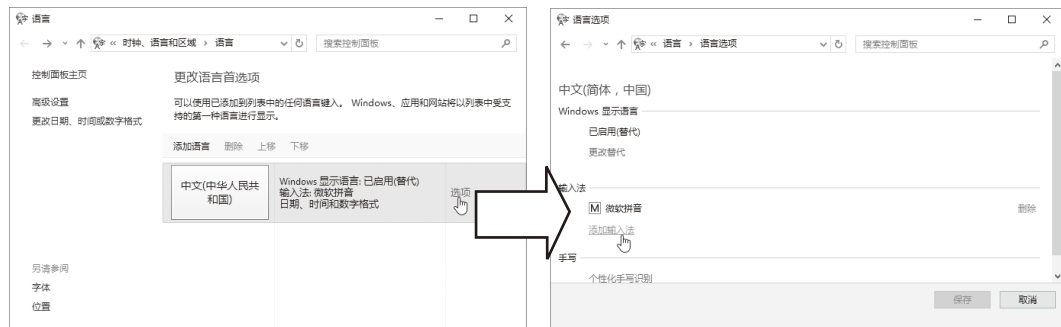 语言
时钟、语言和区域 › 语言
搜索控制面板
控制面板主页
高级设置
更改日期、时间或数字格式
更改语言首选项
可以使用已添加到列表中的任何语言键入。 Windows、应用和网站将以列表中受支
持的第一种语言进行显示。
添加语言 删除 上移 下移
中文(中华人民共
和国)
Windows 显示语言: 已启用(替代)
输入法: 微软拼音
日期、时间和数字格式
选项
另请参阅
字体
位置
语言选项
« 语言 › 语言选项
搜索控制面板
中文(简体，中国)
Windows 显示语言
已启用(替代)
更改替代
输入法
M 微软拼音
删除
添加输入法
手写
个性化手写识别
保存 取消